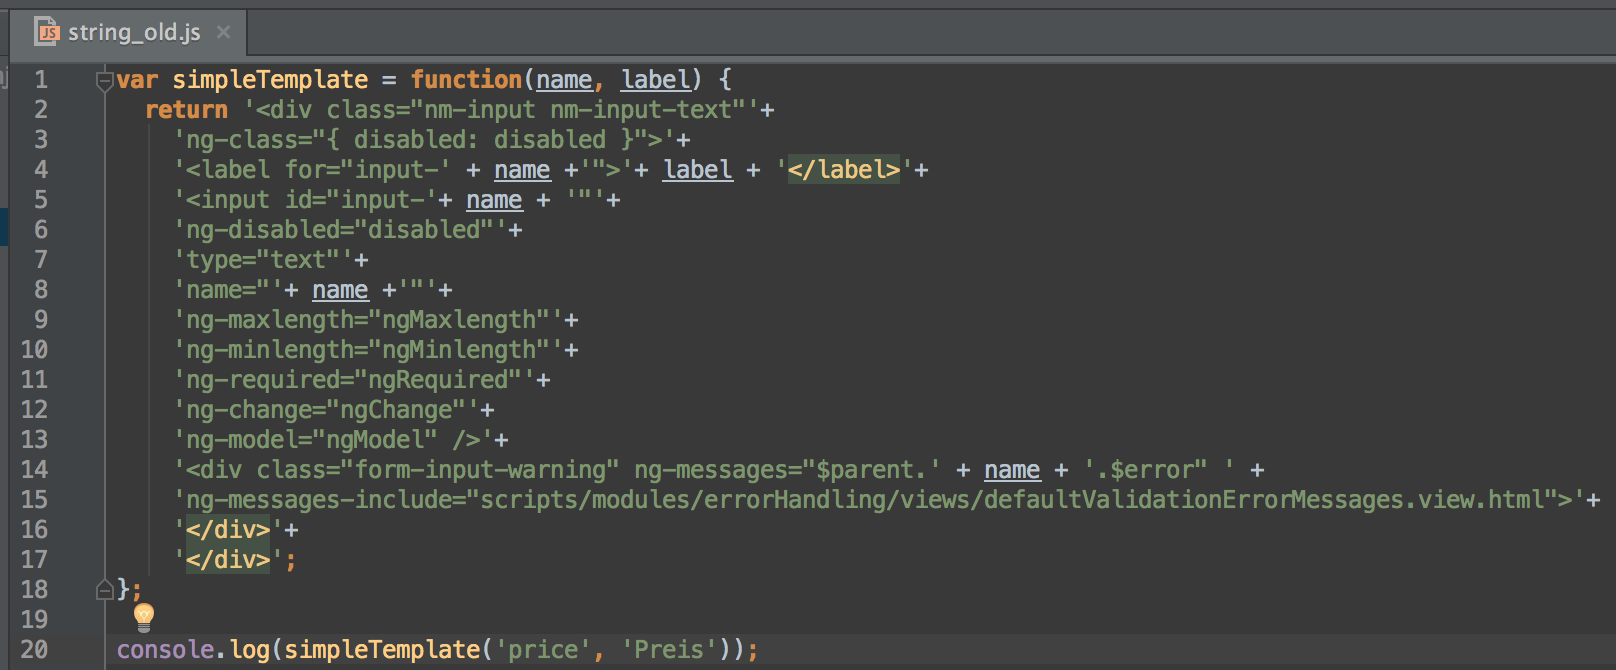 JS string_old.js ×
1 var simpleTemplate = function(name, label) {
2   return '<div class="nm-input nm-input-text"'+
3     'ng-class="{ disabled: disabled }">'+
4     '<label for="input-' + name +'">'+ label + '</label>'+
5     '<input id="input-'+ name + '"'+
6     'ng-disabled="disabled"'+
7     'type="text"'+
8     'name="'+ name +'"'+
9     'ng-maxlength="ngMaxlength"'+
10     'ng-minlength="ngMinlength"'+
11     'ng-required="ngRequired"'+
12     'ng-change="ngChange"'+
13     'ng-model="ngModel" />'+
14     '<div class="form-input-warning" ng-messages="$parent.' + name + '.$error" ' +
15     'ng-messages-include="scripts/modules/errorHandling/views/defaultValidationErrorMessages.view.html">'+
16     '</div>'+
17     '</div>';
18 };
19
20 console.log(simpleTemplate('price', 'Preis'));